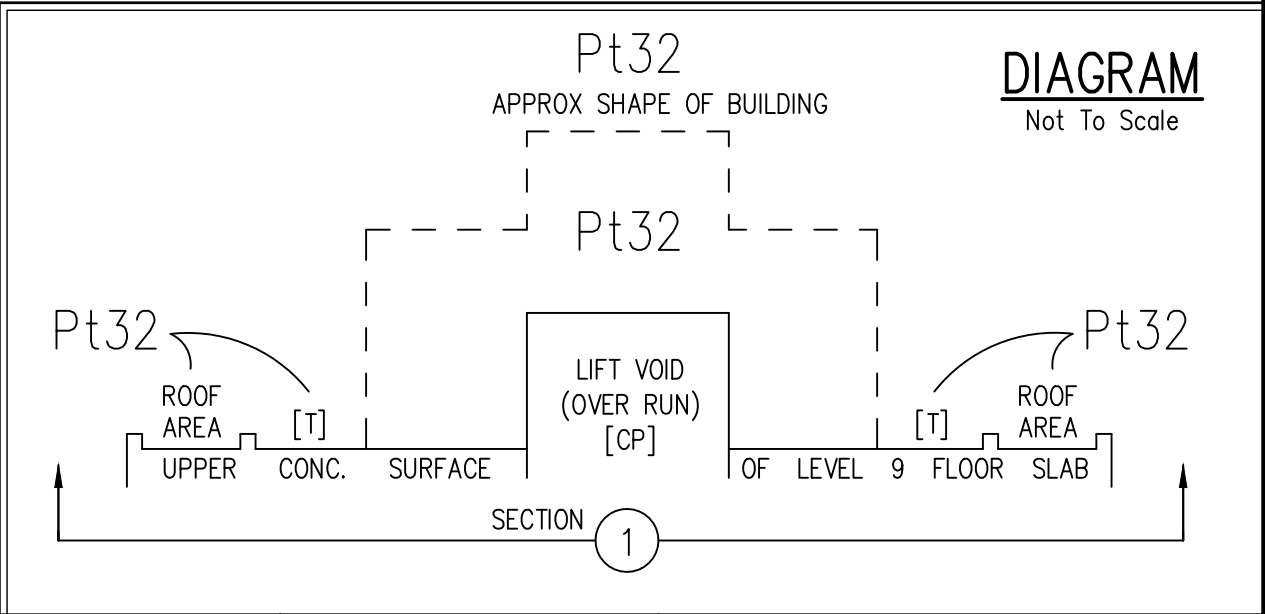 Pt32
APPROX SHAPE OF BUILDING
DIAGRAM
Not To Scale
Pt32
Pt32
Pt32
ROOF
AREA
[T]
LIFT VOID
(OVER RUN)
[CP]
[T]
ROOF
AREA
UPPER CONC. SURFACE OF LEVEL 9 FLOOR SLAB
SECTION
1